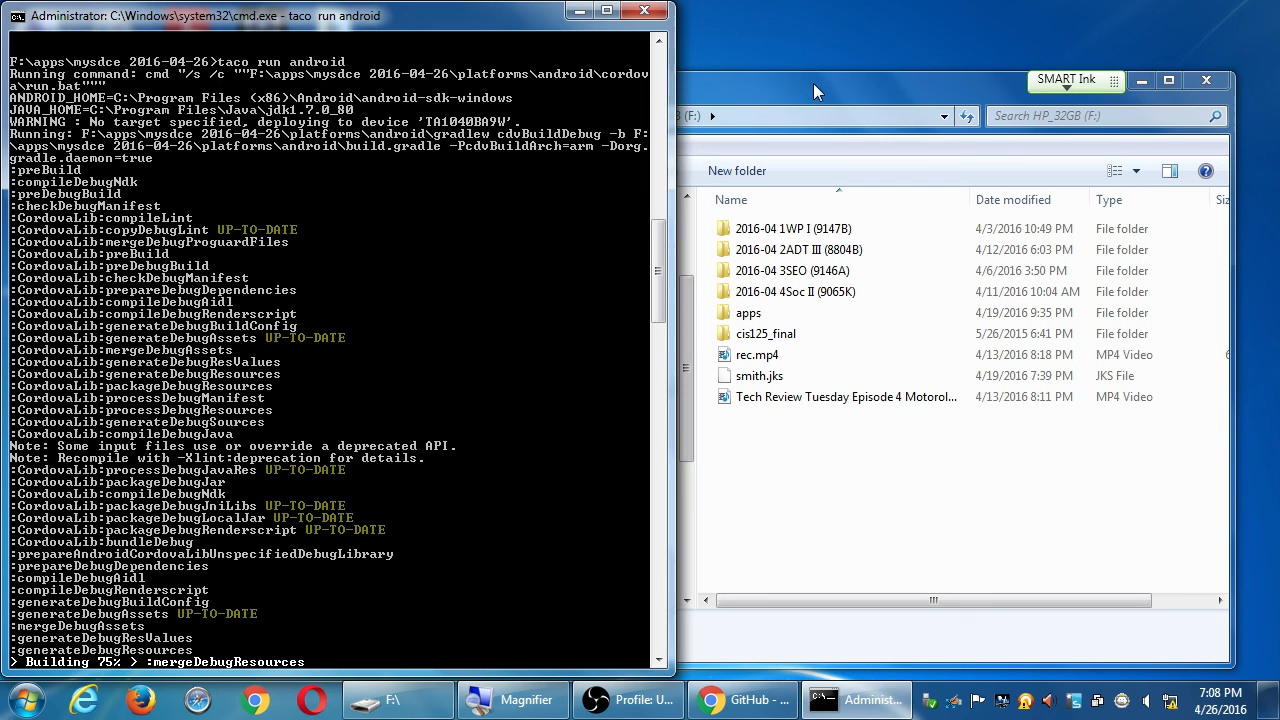 Administrator: C:\Windows\system32\cmd.exe - taco  run android
F:\apps\mysdce 2016-04-26>taco run android
Running command: cmd "/s /c ""F:\apps\mysdce 2016-04-26\platforms\android\cordov
a\run.bat"""
ANDROID_HOME=C:\Program Files (x86)\Android\android-sdk-windows
JAVA_HOME=C:\Program Files\Java\jdk1.7.0_80
WARNING : No target specified, deploying to device 'TA1040BA9W'.
Running: F:\apps\mysdce 2016-04-26\platforms\android\gradlew cdvBuildDebug -b F:
\apps\mysdce 2016-04-26\platforms\android\build.gradle -PcdvBuildArch=arm -Dorg.
gradle.daemon=true
:preBuild
:compileDebugNdk
:preDebugBuild
:checkDebugManifest
:CordovaLib:compileLint
:CordovaLib:copyDebugLint UP-TO-DATE
:CordovaLib:mergeDebugProguardFiles
:CordovaLib:preBuild
:CordovaLib:preDebugBuild
:CordovaLib:checkDebugManifest
:CordovaLib:prepareDebugDependencies
:CordovaLib:compileDebugAidl
:CordovaLib:compileDebugRenderscript
:CordovaLib:generateDebugBuildConfig
:CordovaLib:generateDebugAssets UP-TO-DATE
:CordovaLib:mergeDebugAssets
:CordovaLib:generateDebugResValues
:CordovaLib:generateDebugResources
:CordovaLib:packageDebugResources
:CordovaLib:processDebugManifest
:CordovaLib:processDebugResources
:CordovaLib:generateDebugSources
:CordovaLib:compileDebugJava
Note: Some input files use or override a deprecated API.
Note: Recompile with -Xlint:deprecation for details.
:CordovaLib:processDebugJavaRes UP-TO-DATE
:CordovaLib:packageDebugJar
:CordovaLib:compileDebugNdk
:CordovaLib:packageDebugJniLibs UP-TO-DATE
:CordovaLib:packageDebugLocalJar UP-TO-DATE
:CordovaLib:packageDebugRenderscript UP-TO-DATE
:CordovaLib:bundleDebug
:prepareAndroidCordovaLibUnspecifiedDebugLibrary
:prepareDebugDependencies
:compileDebugAidl
:compileDebugRenderscript
:generateDebugBuildConfig
:generateDebugAssets UP-TO-DATE
:mergeDebugAssets
:generateDebugResValues
:generateDebugResources
> Building 75% > :mergeDebugResources
SMART Ink
(F:)
Search HP_32GB (F:)
New folder
Name Date modified Type Siz
2016-04 1WP I (9147B) 4/3/2016 10:49 PM File folder
2016-04 2ADT III (8804B) 4/12/2016 6:03 PM File folder
2016-04 3SEO (9146A) 4/6/2016 3:50 PM File folder
2016-04 4Soc II (9065K) 4/11/2016 10:04 AM File folder
apps 4/19/2016 9:35 PM File folder
cis125_final 5/26/2015 6:41 PM File folder
rec.mp4 4/13/2016 8:18 PM MP4 Video 6
smith.jks 4/19/2016 7:39 PM JKS File
Tech Review Tuesday Episode 4 Motorol... 4/13/2016 8:11 PM MP4 Video
F:\
Magnifier
Profile: U...
GitHub - ...
Administ...
7:08 PM
4/26/2016